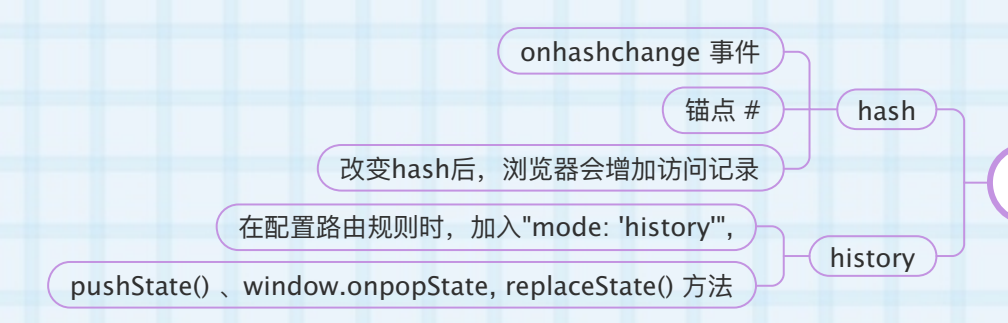 onhashchange 事件
锚点 #
hash
改变hash后，浏览器会增加访问记录
在配置路由规则时，加入"mode: 'history'",
history
pushState() 、window.onpopState, replaceState() 方法